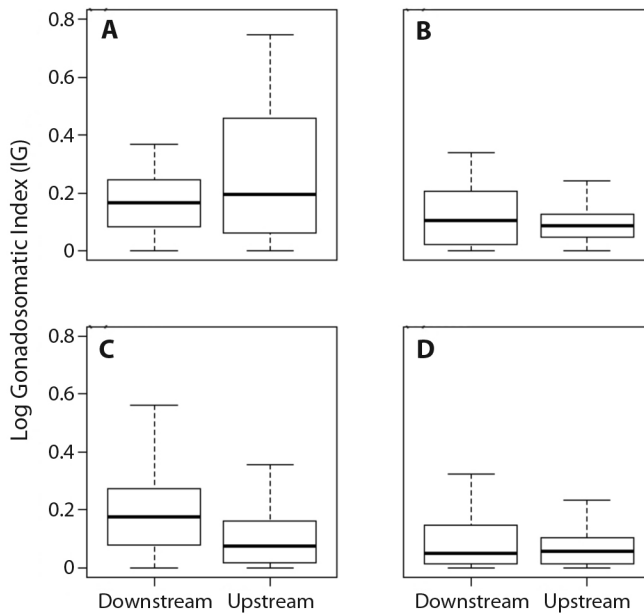 A
B
0.8
0.6
0.4
0.2
0
C
D
0.8
0.6
0.4
0.2
0
Log Gonadosomatic Index (IG)
Downstream Upstream
Downstream Upstream